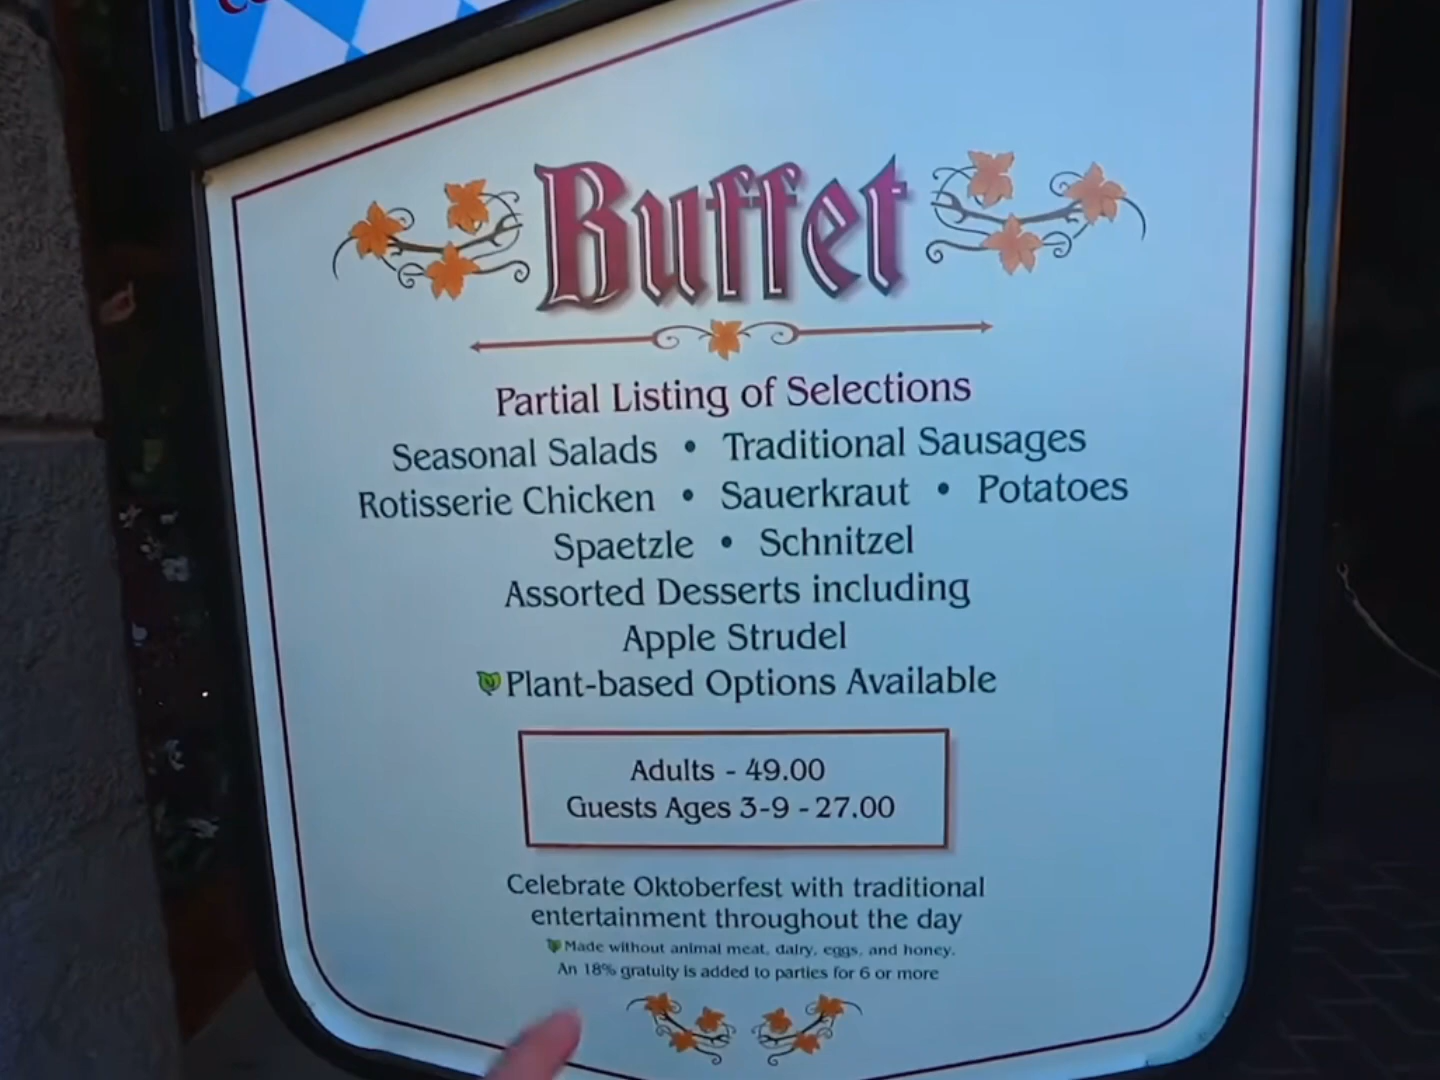 Buffet
Partial Listing of Selections
Seasonal Salads • Traditional Sausages
Rotisserie Chicken • Sauerkraut • Potatoes
Spaetzle • Schnitzel
Assorted Desserts including
Apple Strudel
Plant-based Options Available
Adults - 49.00
Guests Ages 3-9 - 27.00
Celebrate Oktoberfest with traditional
entertainment throughout the day
Made without animal meat, dairy, eggs, and honey.
An 18% gratuity is added to parties for 6 or more